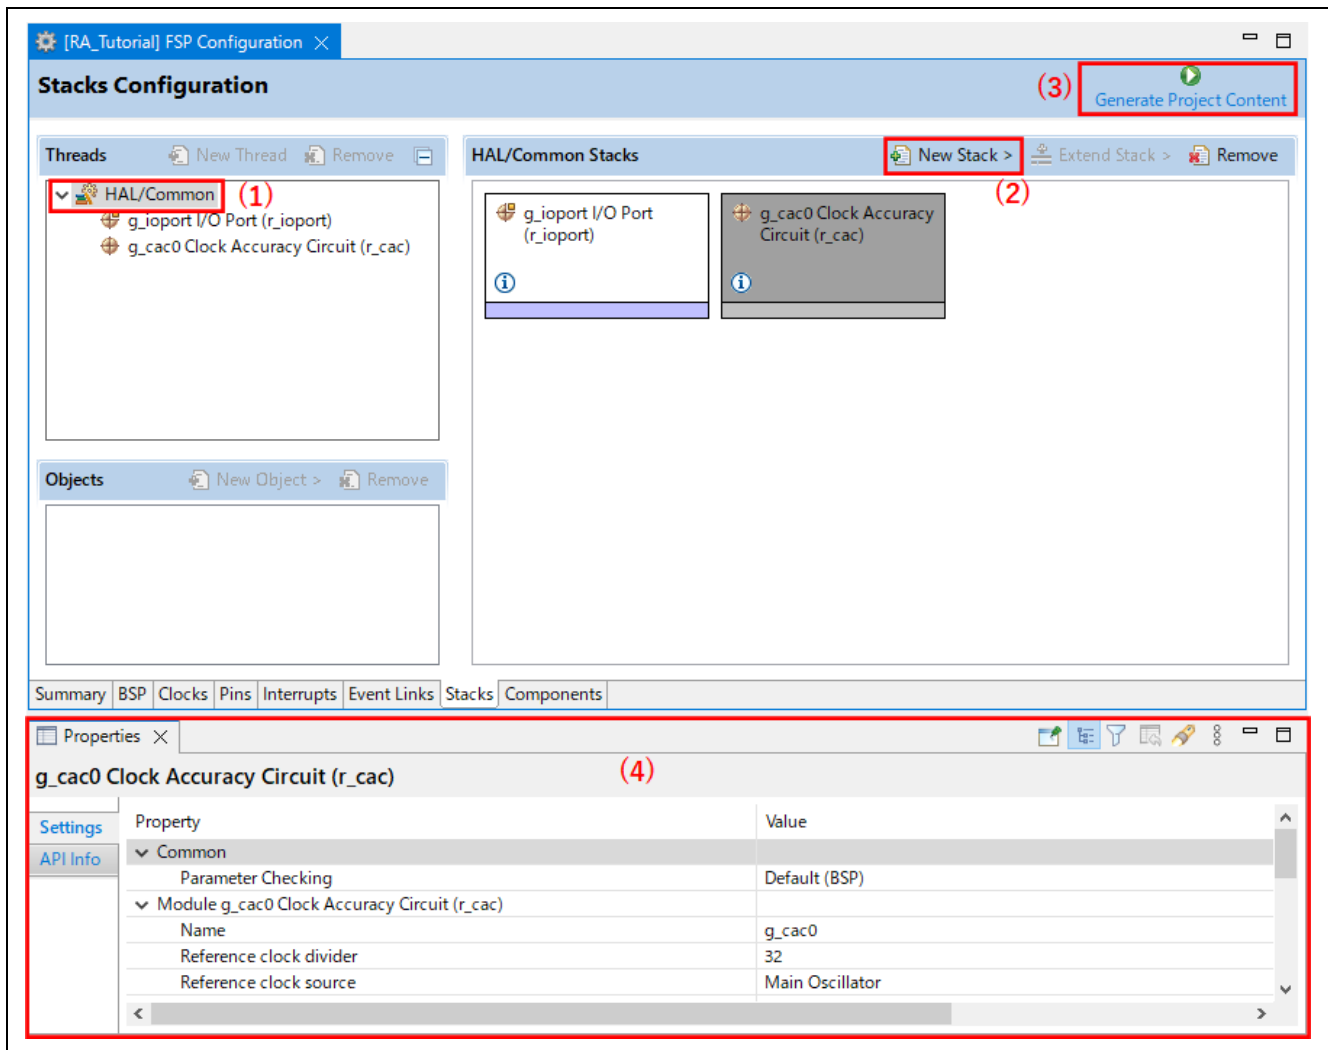 [RA_Tutorial] FSP Configuration
Stacks Configuration
(3)
Generate Project Content
Threads
New Thread
Remove
HAL/Common
(1)
g_ioport I/O Port (r_ioport)
g_cac0 Clock Accuracy Circuit (r_cac)
HAL/Common Stacks
New Stack >
Extend Stack >
Remove
(2)
g_ioport I/O Port
(r_ioport)
g_cac0 Clock Accuracy
Circuit (r_cac)
Objects
New Object >
Remove
Summary BSP Clocks Pins Interrupts Event Links Stacks Components
Properties
g_cac0 Clock Accuracy Circuit (r_cac)
(4)
Settings
API Info
Property Value
Common
Parameter Checking Default (BSP)
Module g_cac0 Clock Accuracy Circuit (r_cac)
Name g_cac0
Reference clock divider 32
Reference clock source Main Oscillator